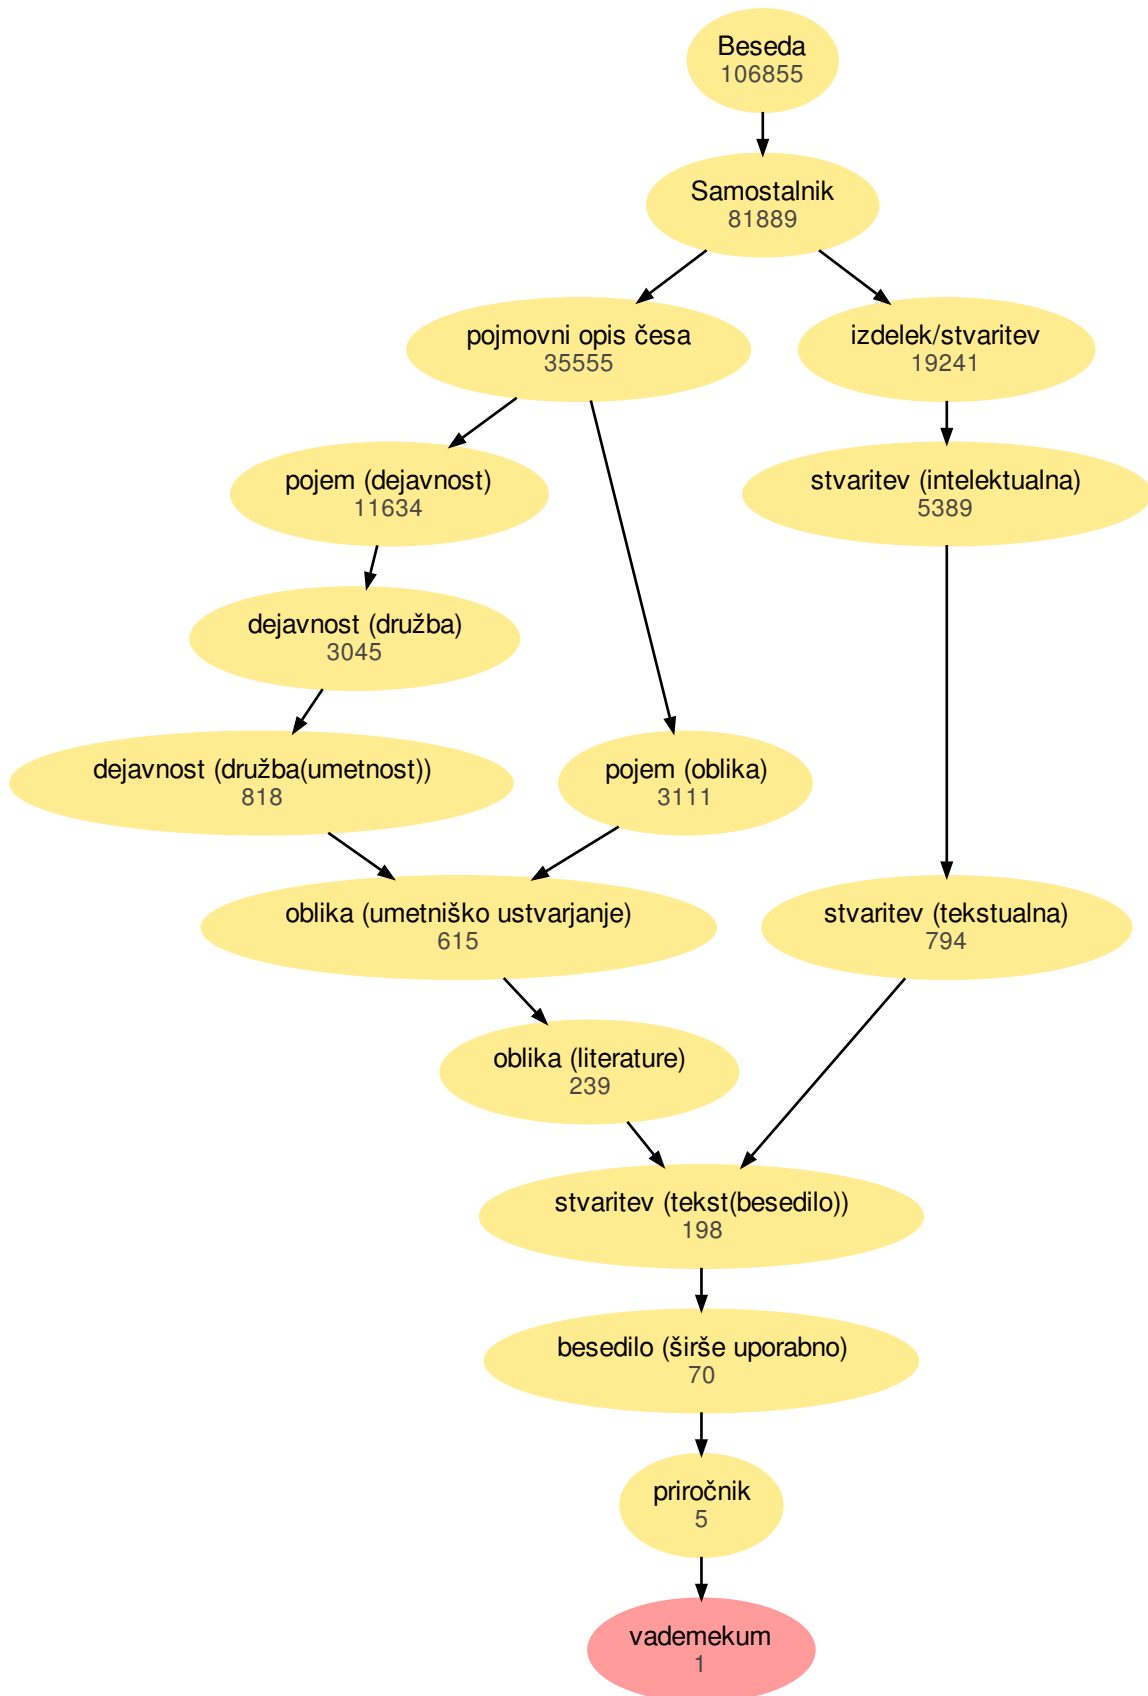 Beseda
106855
Samostalnik
81889
pojmovni opis česa
35555
izdelek/stvaritev
19241
pojem (dejavnost)
11634
stvaritev (intelektualna)
5389
dejavnost (družba)
3045
dejavnost (družba(umetnost))
818
pojem (oblika)
3111
oblika (umetniško ustvarjanje)
615
stvaritev (tekstualna)
794
oblika (literature)
239
stvaritev (tekst(besedilo))
198
besedilo (širše uporabno)
70
priročnik
5
vademekum
1